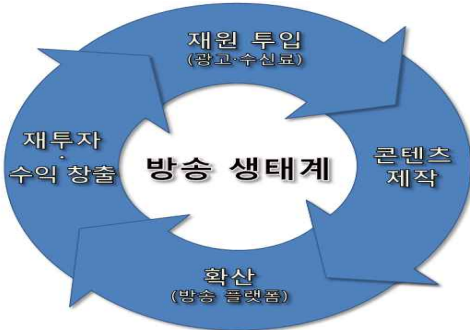 재원 투입
(광고·수신료)
콘텐츠
제작
확산
(방송 플랫폼)
재투자
·
수익 창출
방송 생태계